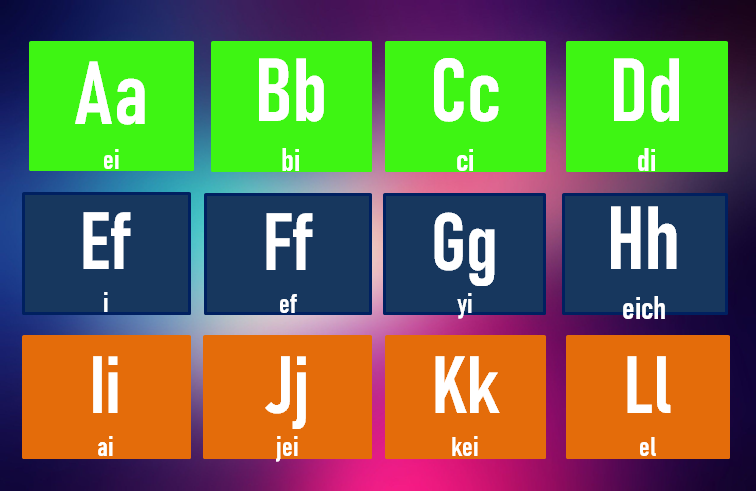 Aa Bb Cc Dd
ei bi ci di
Ef Ff Gg Hh
i ef yi eich
Ii Jj Kk Ll
ai jei kei el